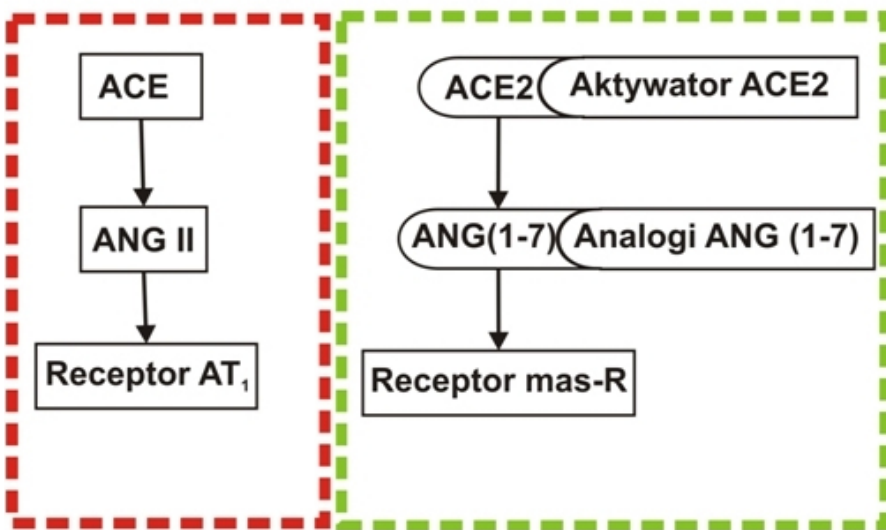 ACE
ANG II
Receptor AT₁
ACE2
Aktywator ACE2
ANG(1-7)
Analogi ANG (1-7)
Receptor mas-R